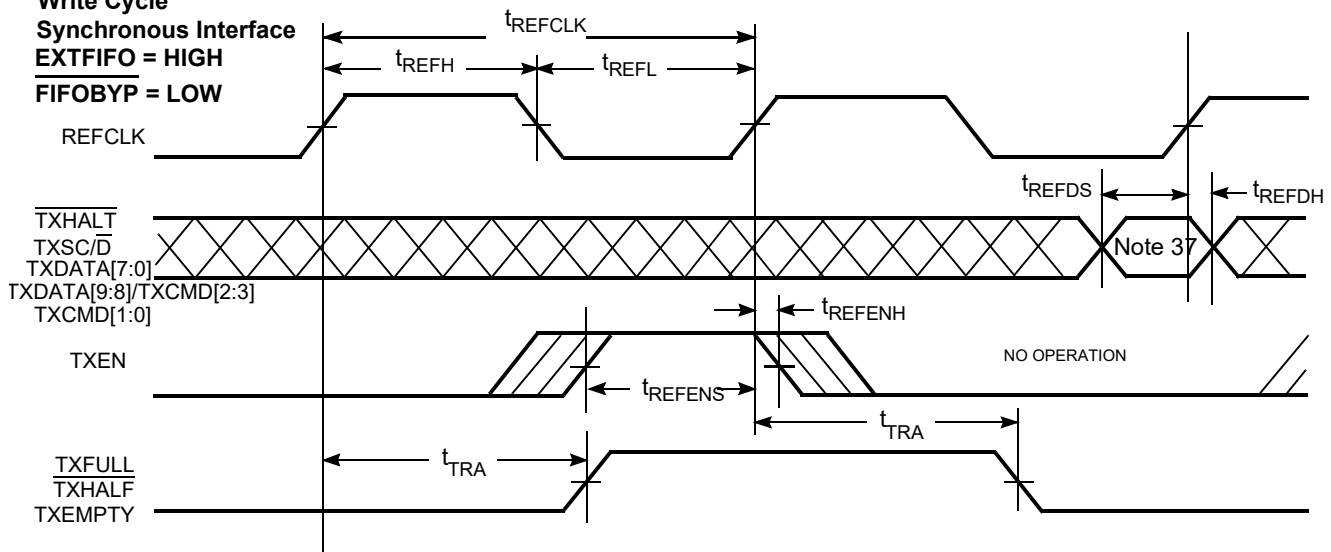 Write Cycle
Synchronous Interface
EXTFIFO = HIGH
FIFOBYP = LOW
tREFCLK
tREFH
tREFL
REFCLK
tREFDS
tREFDH
TXHALT
TXSC/D
TXDATA[7:0]
TXDATA[9:8]/TXCMD[2:3]
TXCMD[1:0]
Note 37
tREFENH
TXEN
NO OPERATION
tREFENS
tTRA
tTRA
TXFULL
TXHALF
TXEMPTY